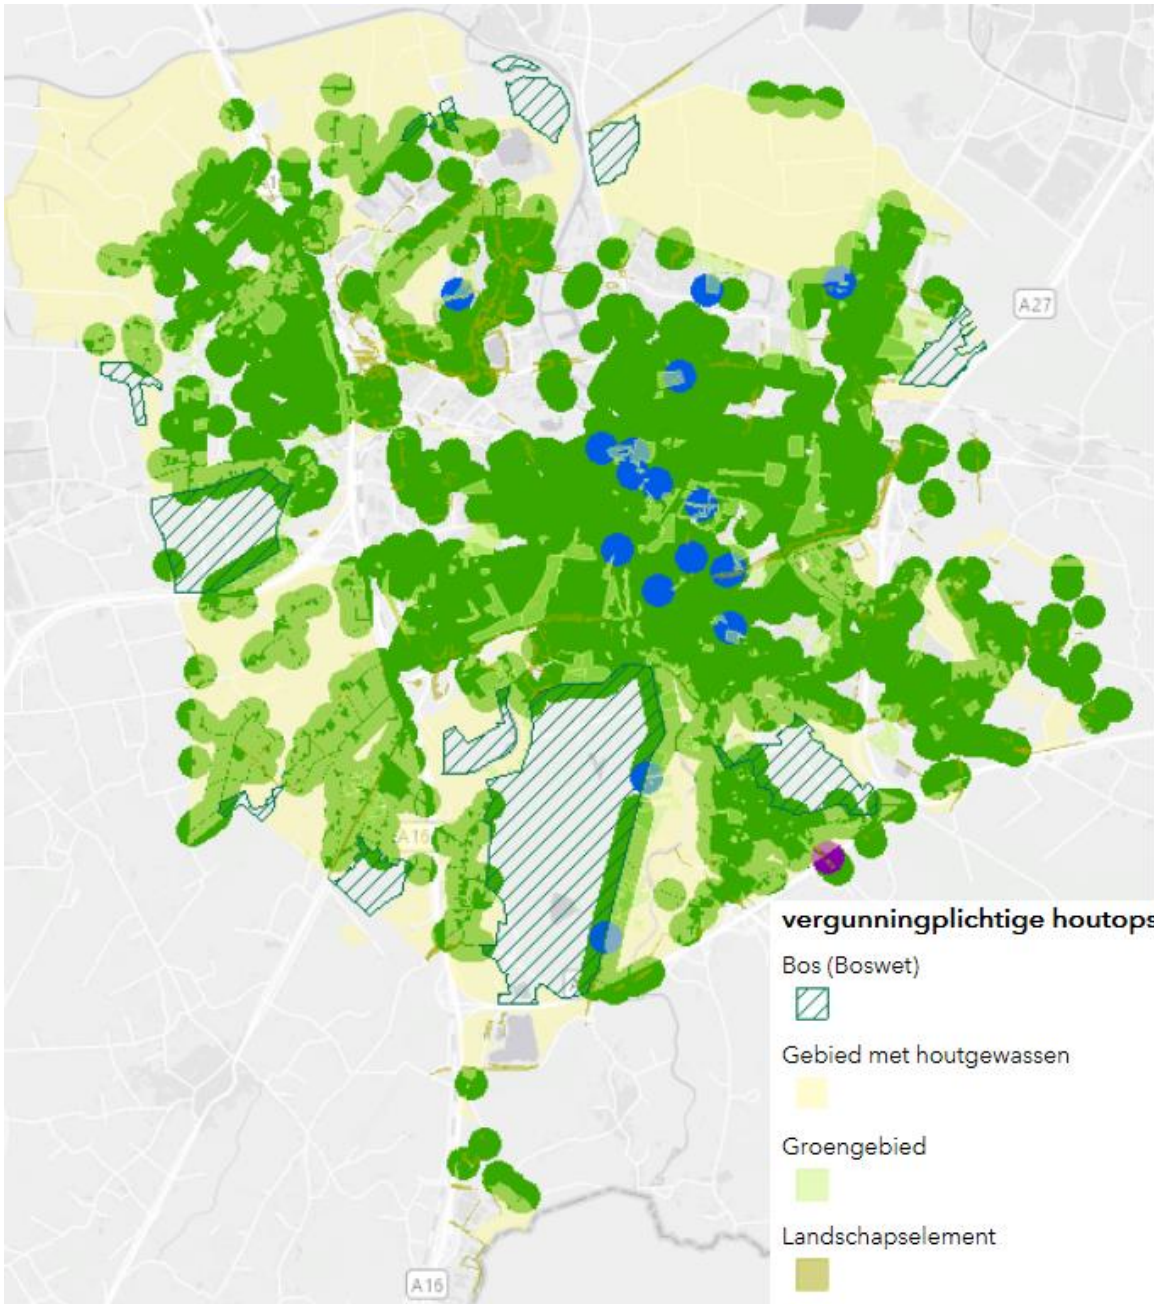 A27
A16
vergunningplichtige houtops
Bos (Boswet)
Gebied met houtgewassen
Groengebied
Landschapselement
A16